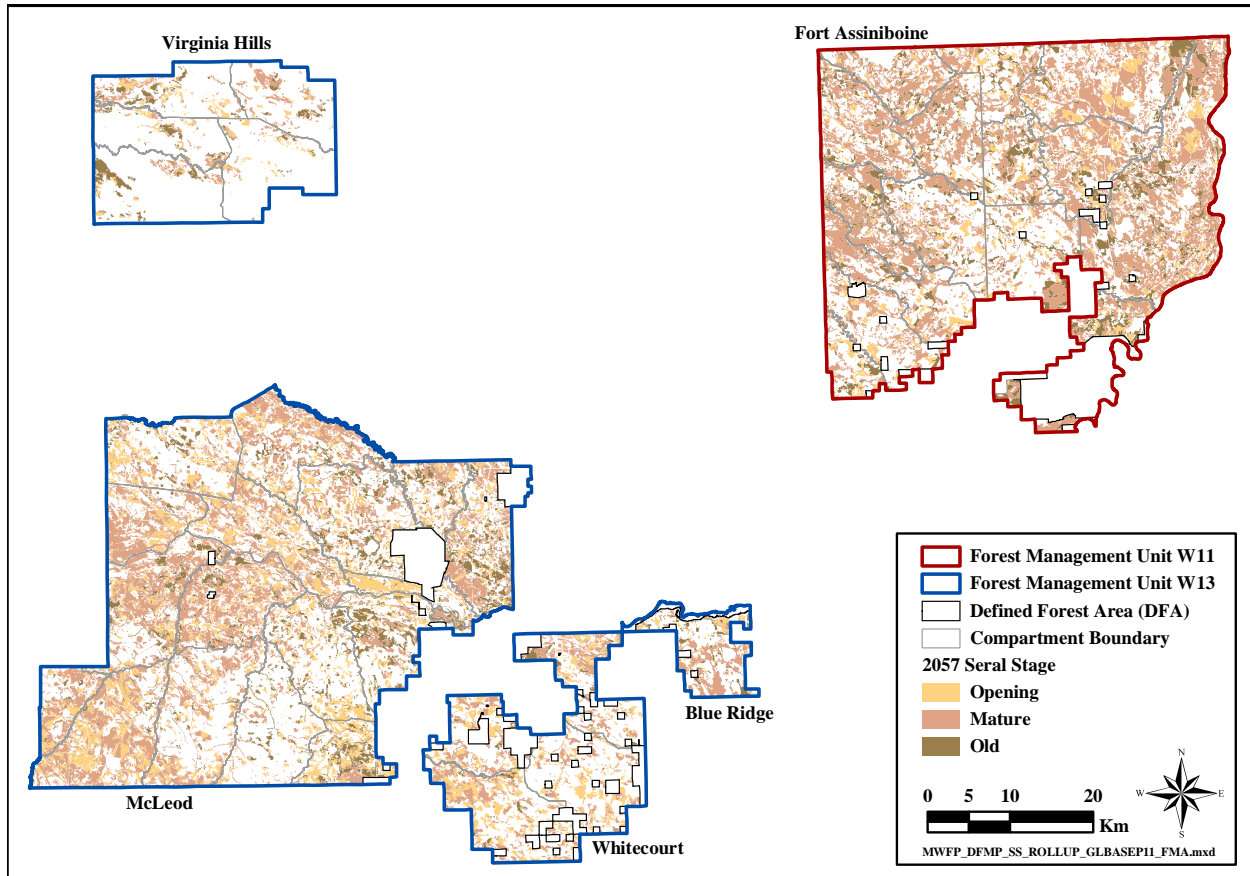 Virginia Hills
Fort Assiniboine
McLeod
Blue Ridge
Whitecourt
Forest Management Unit W11
Forest Management Unit W13
Defined Forest Area (DFA)
Compartment Boundary
2057 Seral Stage
Opening
Mature
Old
N
W E
S
0 5 10 20
Km
MWFP_DFMP_SS_ROLLUP_GLBASEP11_FMA.mxd